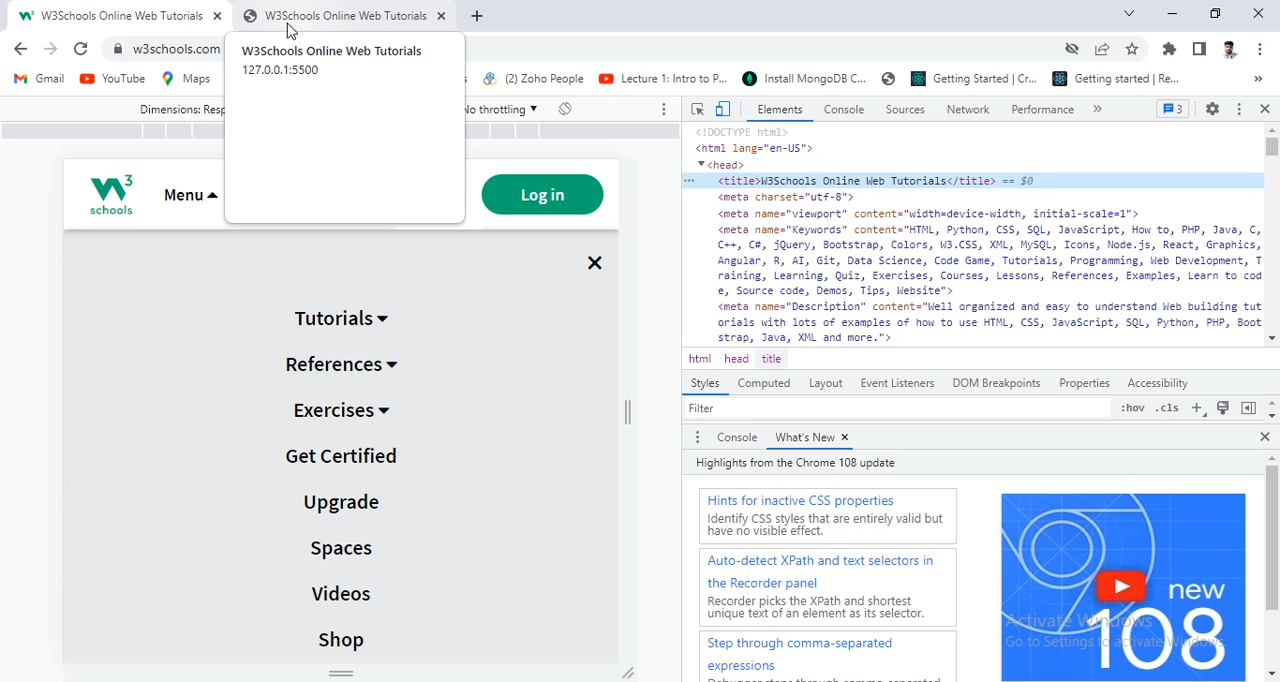 W3Schools Online Web Tutorials
W3Schools Online Web Tutorials
w3schools.com
W3Schools Online Web Tutorials
127.0.0.1:5500
Gmail
YouTube
Maps
(2) Zoho People
Lecture 1: Intro to P...
Install MongoDB C...
Getting Started | Cr...
Getting started | Re...
»
Dimensions: Resp
No throttling ▼
Elements
Console
Sources
Network
Performance
»
3
W3
schools
Menu
Log in
Tutorials
References
Exercises
Get Certified
Upgrade
Spaces
Videos
Shop
<!DOCTYPE html>
<html lang="en-US">
▼<head>
<title>W3Schools Online Web Tutorials</title> == $0
<meta charset="utf-8">
<meta name="viewport" content="width=device-width, initial-scale=1">
<meta name="Keywords" content="HTML, Python, CSS, SQL, JavaScript, How to, PHP, Java, C,
C++, C#, jQuery, Bootstrap, Colors, W3.CSS, XML, MySQL, Icons, Node.js, React, Graphics,
Angular, R, AI, Git, Data Science, Code Game, Tutorials, Programming, Web Development, T
raining, Learning, Quiz, Exercises, Courses, Lessons, References, Examples, Learn to cod
e, Source code, Demos, Tips, Website">
<meta name="Description" content="Well organized and easy to understand Web building tut
orials with lots of examples of how to use HTML, CSS, JavaScript, SQL, Python, PHP, Boot
strap, Java, XML and more.">
html head title
Styles
Computed
Layout
Event Listeners
DOM Breakpoints
Properties
Accessibility
Filter
:hov .cls
Console
What's New
Highlights from the Chrome 108 update
Hints for inactive CSS properties
Identify CSS styles that are entirely valid but
have no visible effect.
Auto-detect XPath and text selectors in
the Recorder panel
Recorder picks the XPath and shortest
unique text of an element as its selector.
Step through comma-separated
expressions
new
108
Activate Windows
Go to Settings to activate Windows.